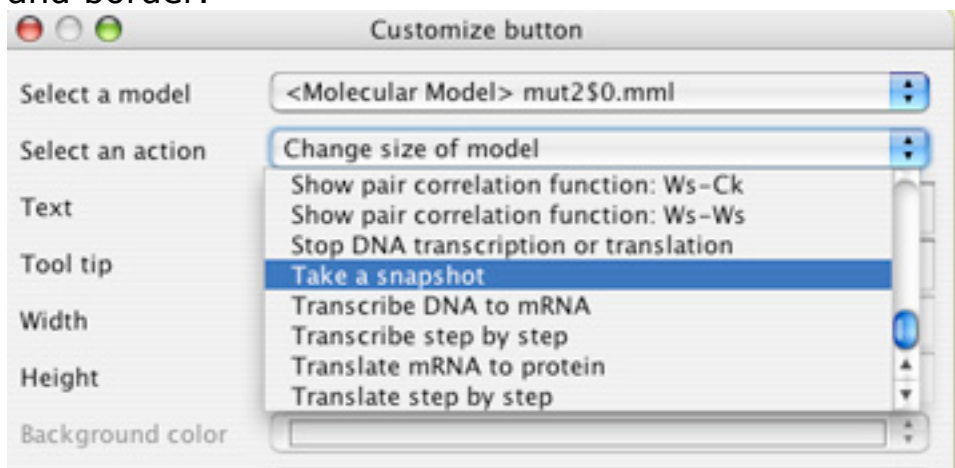 and border.
Customize button
Select a model
<Molecular Model> mut2$0.mml
Select an action
Change size of model
Show pair correlation function: Ws-Ck
Text
Show pair correlation function: Ws-Ws
Stop DNA transcription or translation
Tool tip
Take a snapshot
Transcribe DNA to mRNA
Width
Transcribe step by step
Translate mRNA to protein
Height
Translate step by step
Background color